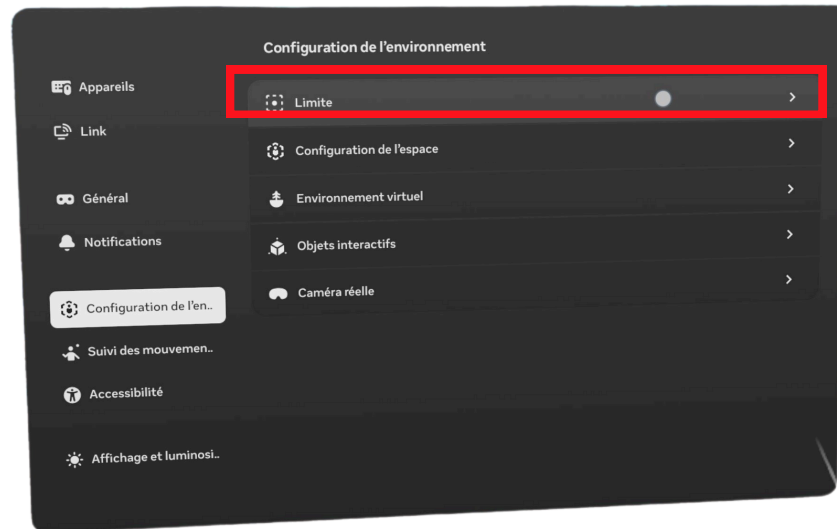 Configuration de l'environnement
Appareils
Link
Général
Notifications
Configuration de l'en..
Suivi des mouvemen..
Accessibilité
Affichage et luminosi..
Limite
Configuration de l'espace
Environnement virtuel
Objets interactifs
Caméra réelle